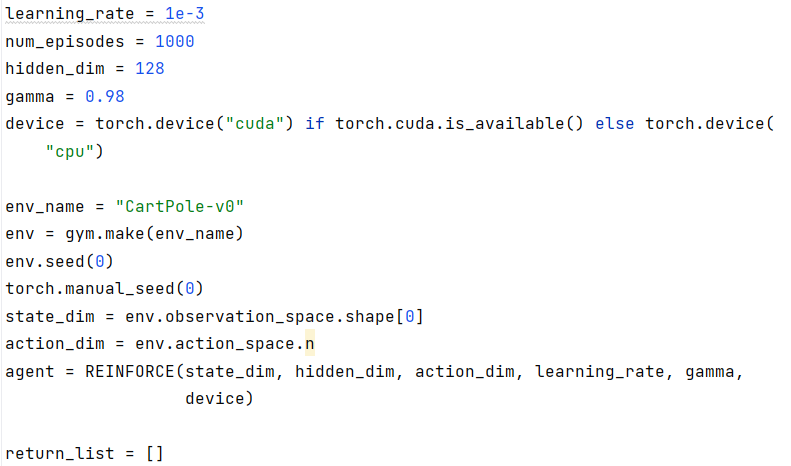 learning_rate = 1e-3
num_episodes = 1000
hidden_dim = 128
gamma = 0.98
device = torch.device("cuda") if torch.cuda.is_available() else torch.device(
    "cpu")

env_name = "CartPole-v0"
env = gym.make(env_name)
env.seed(0)
torch.manual_seed(0)
state_dim = env.observation_space.shape[0]
action_dim = env.action_space.n
agent = REINFORCE(state_dim, hidden_dim, action_dim, learning_rate, gamma,
                  device)

return_list = []